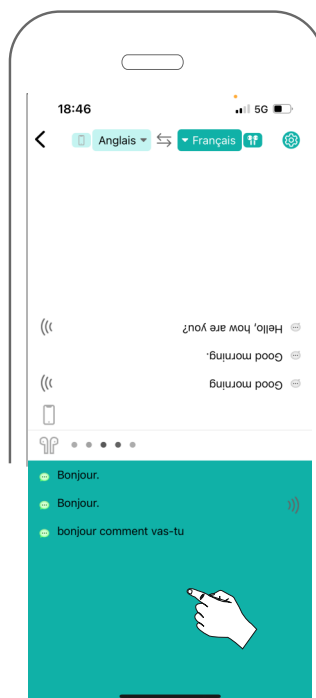 18:46
5G
Anglais
Français
Hello, how are you?
Good morning.
Good morning
Bonjour.
Bonjour.
bonjour comment vas-tu